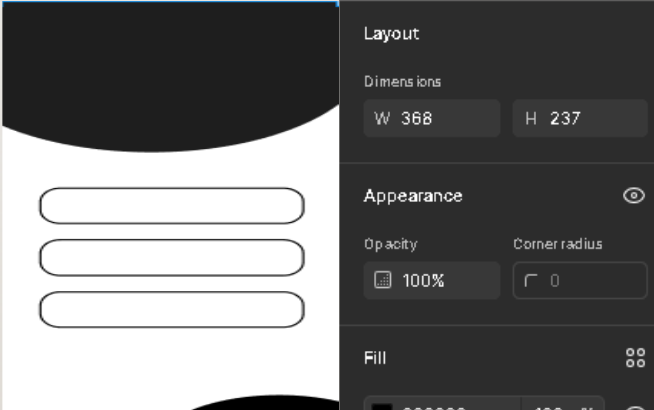 Layout
Dimensions
W 368 H 237
Appearance
Opacity Corner radius
100% 0
Fill